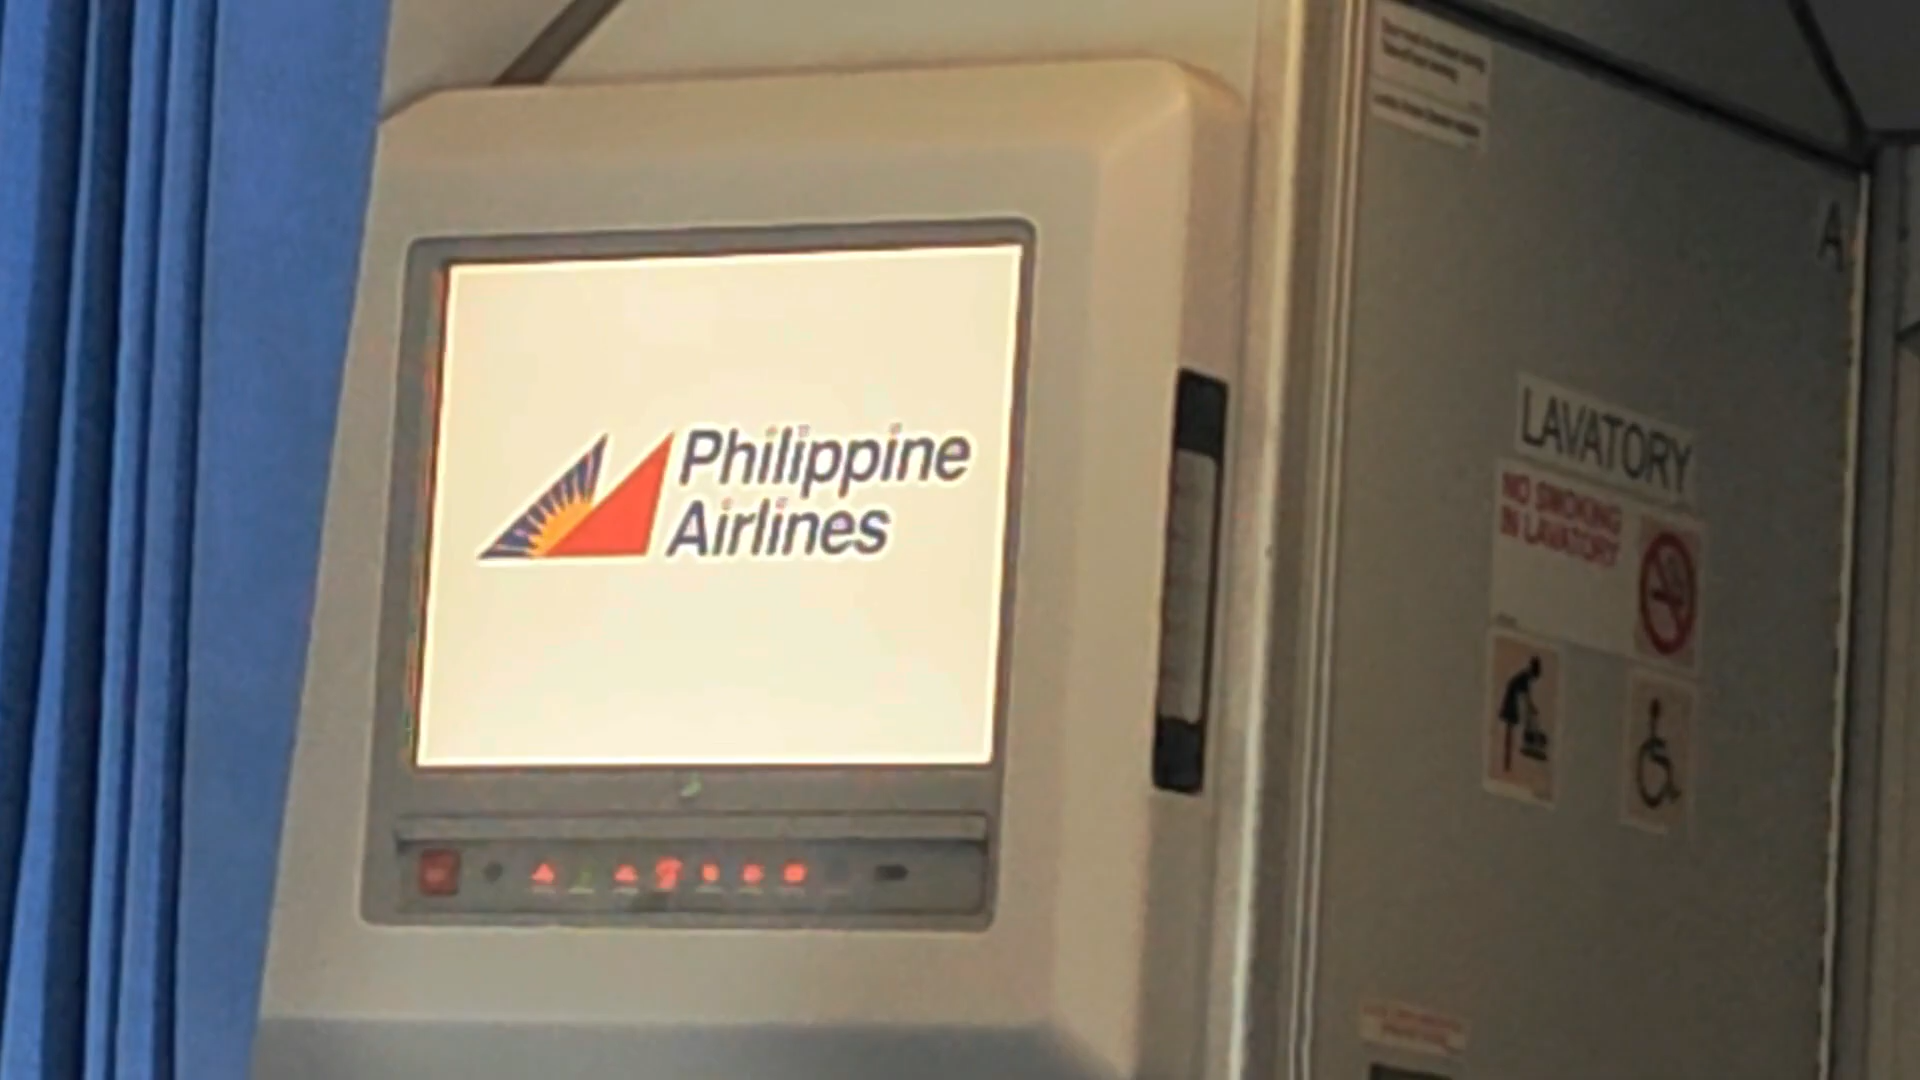 Philippine
Airlines
LAVATORY
NO SMOKING
IN LAVATORY
A